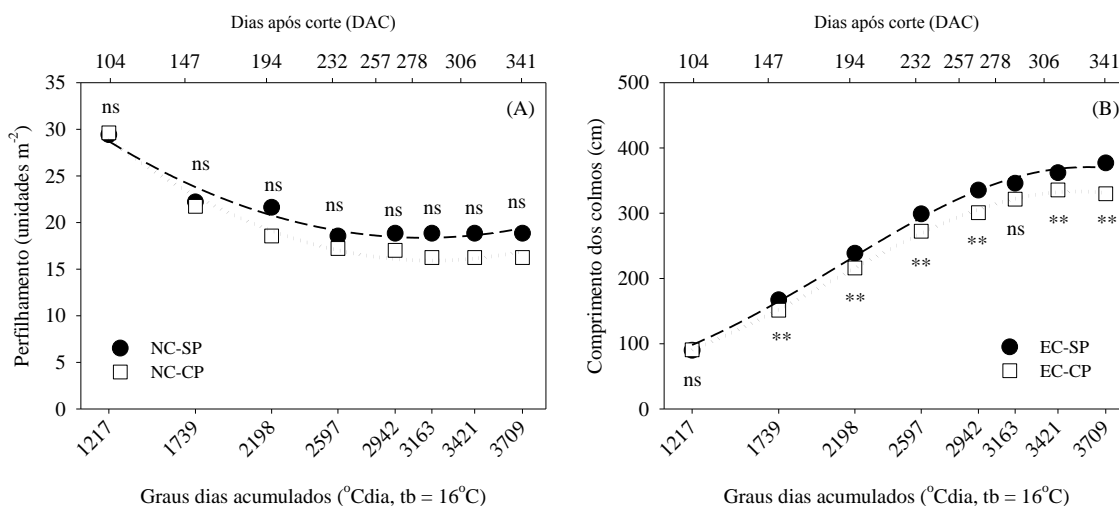 Dias após corte (DAC)
104 147 194 232 257 278 306 341
35
30
25
20
15
10
5
0
Perfilhamento (unidades m-2)
(A)
ns
ns
ns
ns
ns
ns
ns
ns
NC-SP
NC-CP
1217 1739 2198 2597 2942 3163 3421 3709
Graus dias acumulados (oCdia, tb = 16oC)
Dias após corte (DAC)
104 147 194 232 257 278 306 341
500
400
300
200
100
0
Comprimento dos colmos (cm)
(B)
ns
**
**
**
**
ns
**
**
EC-SP
EC-CP
1217 1739 2198 2597 2942 3163 3421 3709
Graus dias acumulados (oCdia, tb = 16oC)